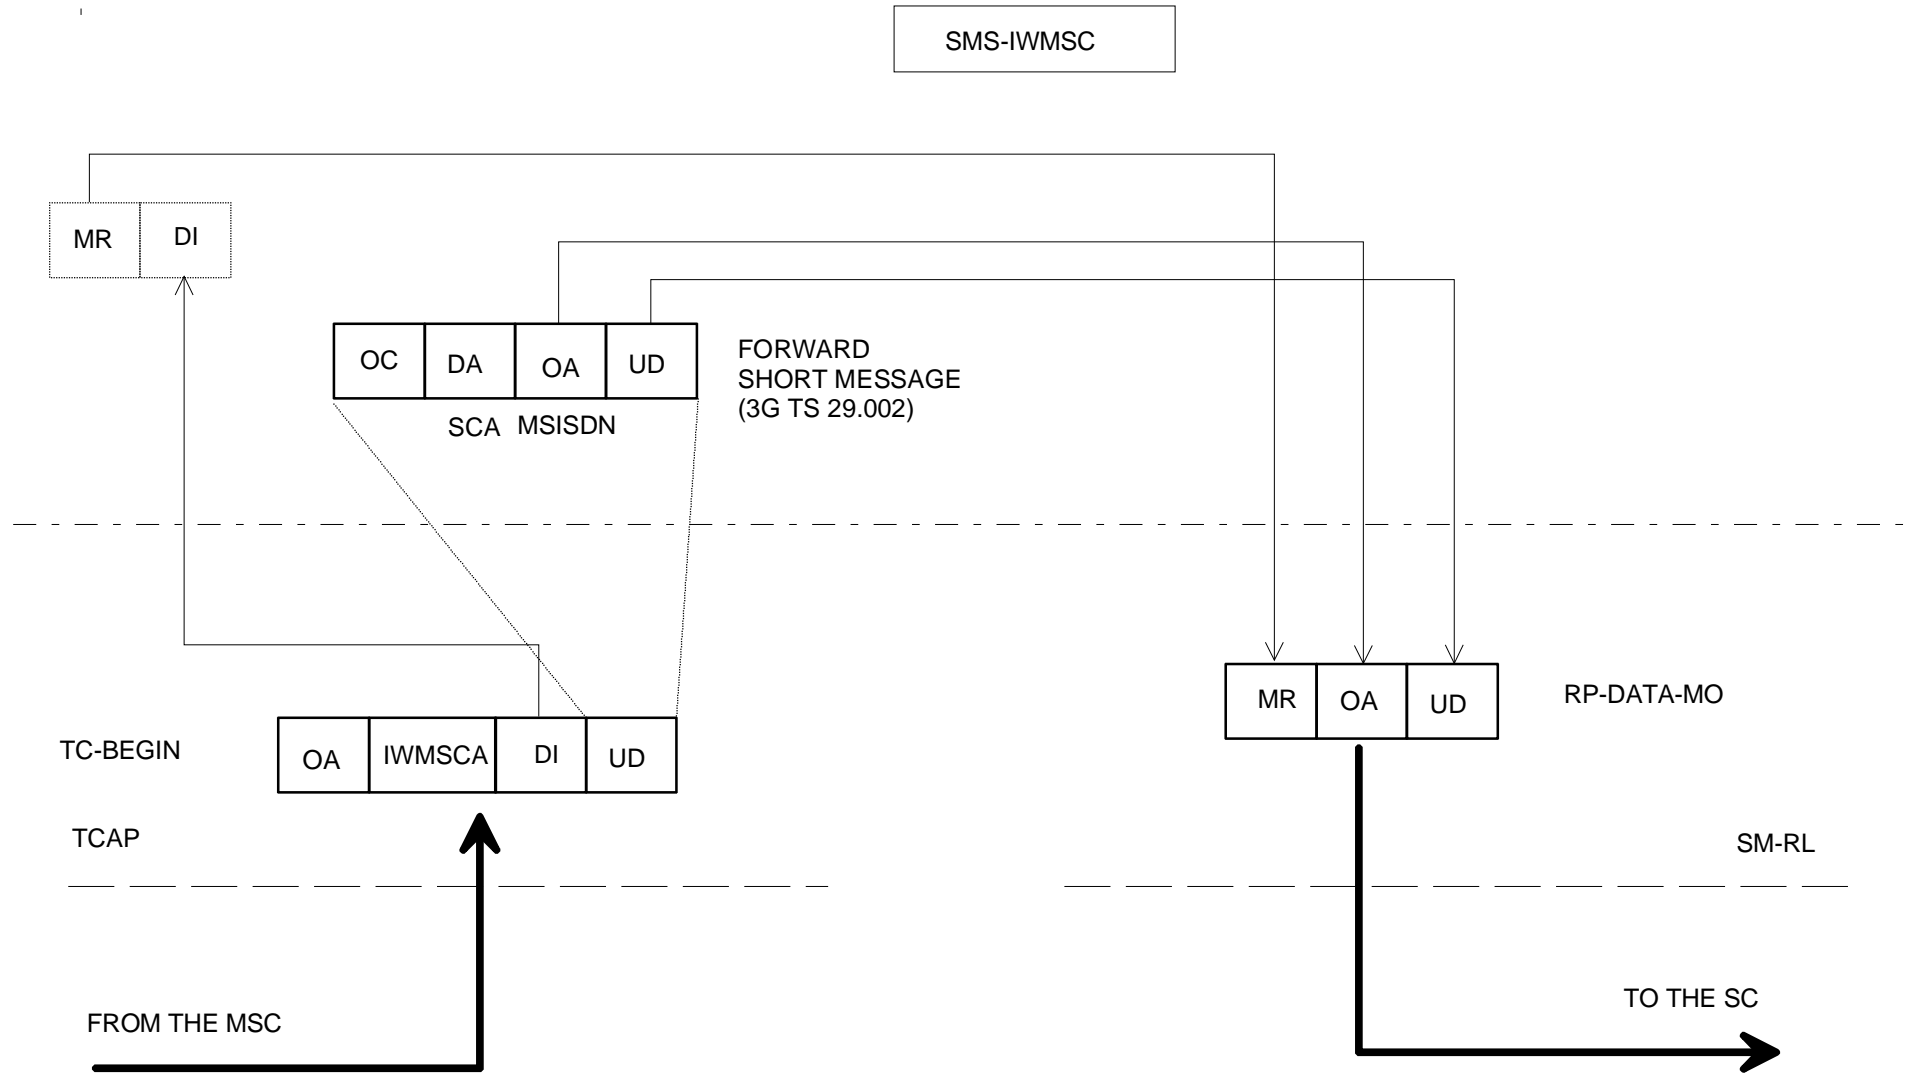 SMS-IWMSC
MR DI
OC DA OA UD
FORWARD
SHORT MESSAGE
(3G TS 29.002)
SCA MSISDN
MR OA UD
RP-DATA-MO
TC-BEGIN
OA IWMSCA DI UD
TCAP
SM-RL
TO THE SC
FROM THE MSC